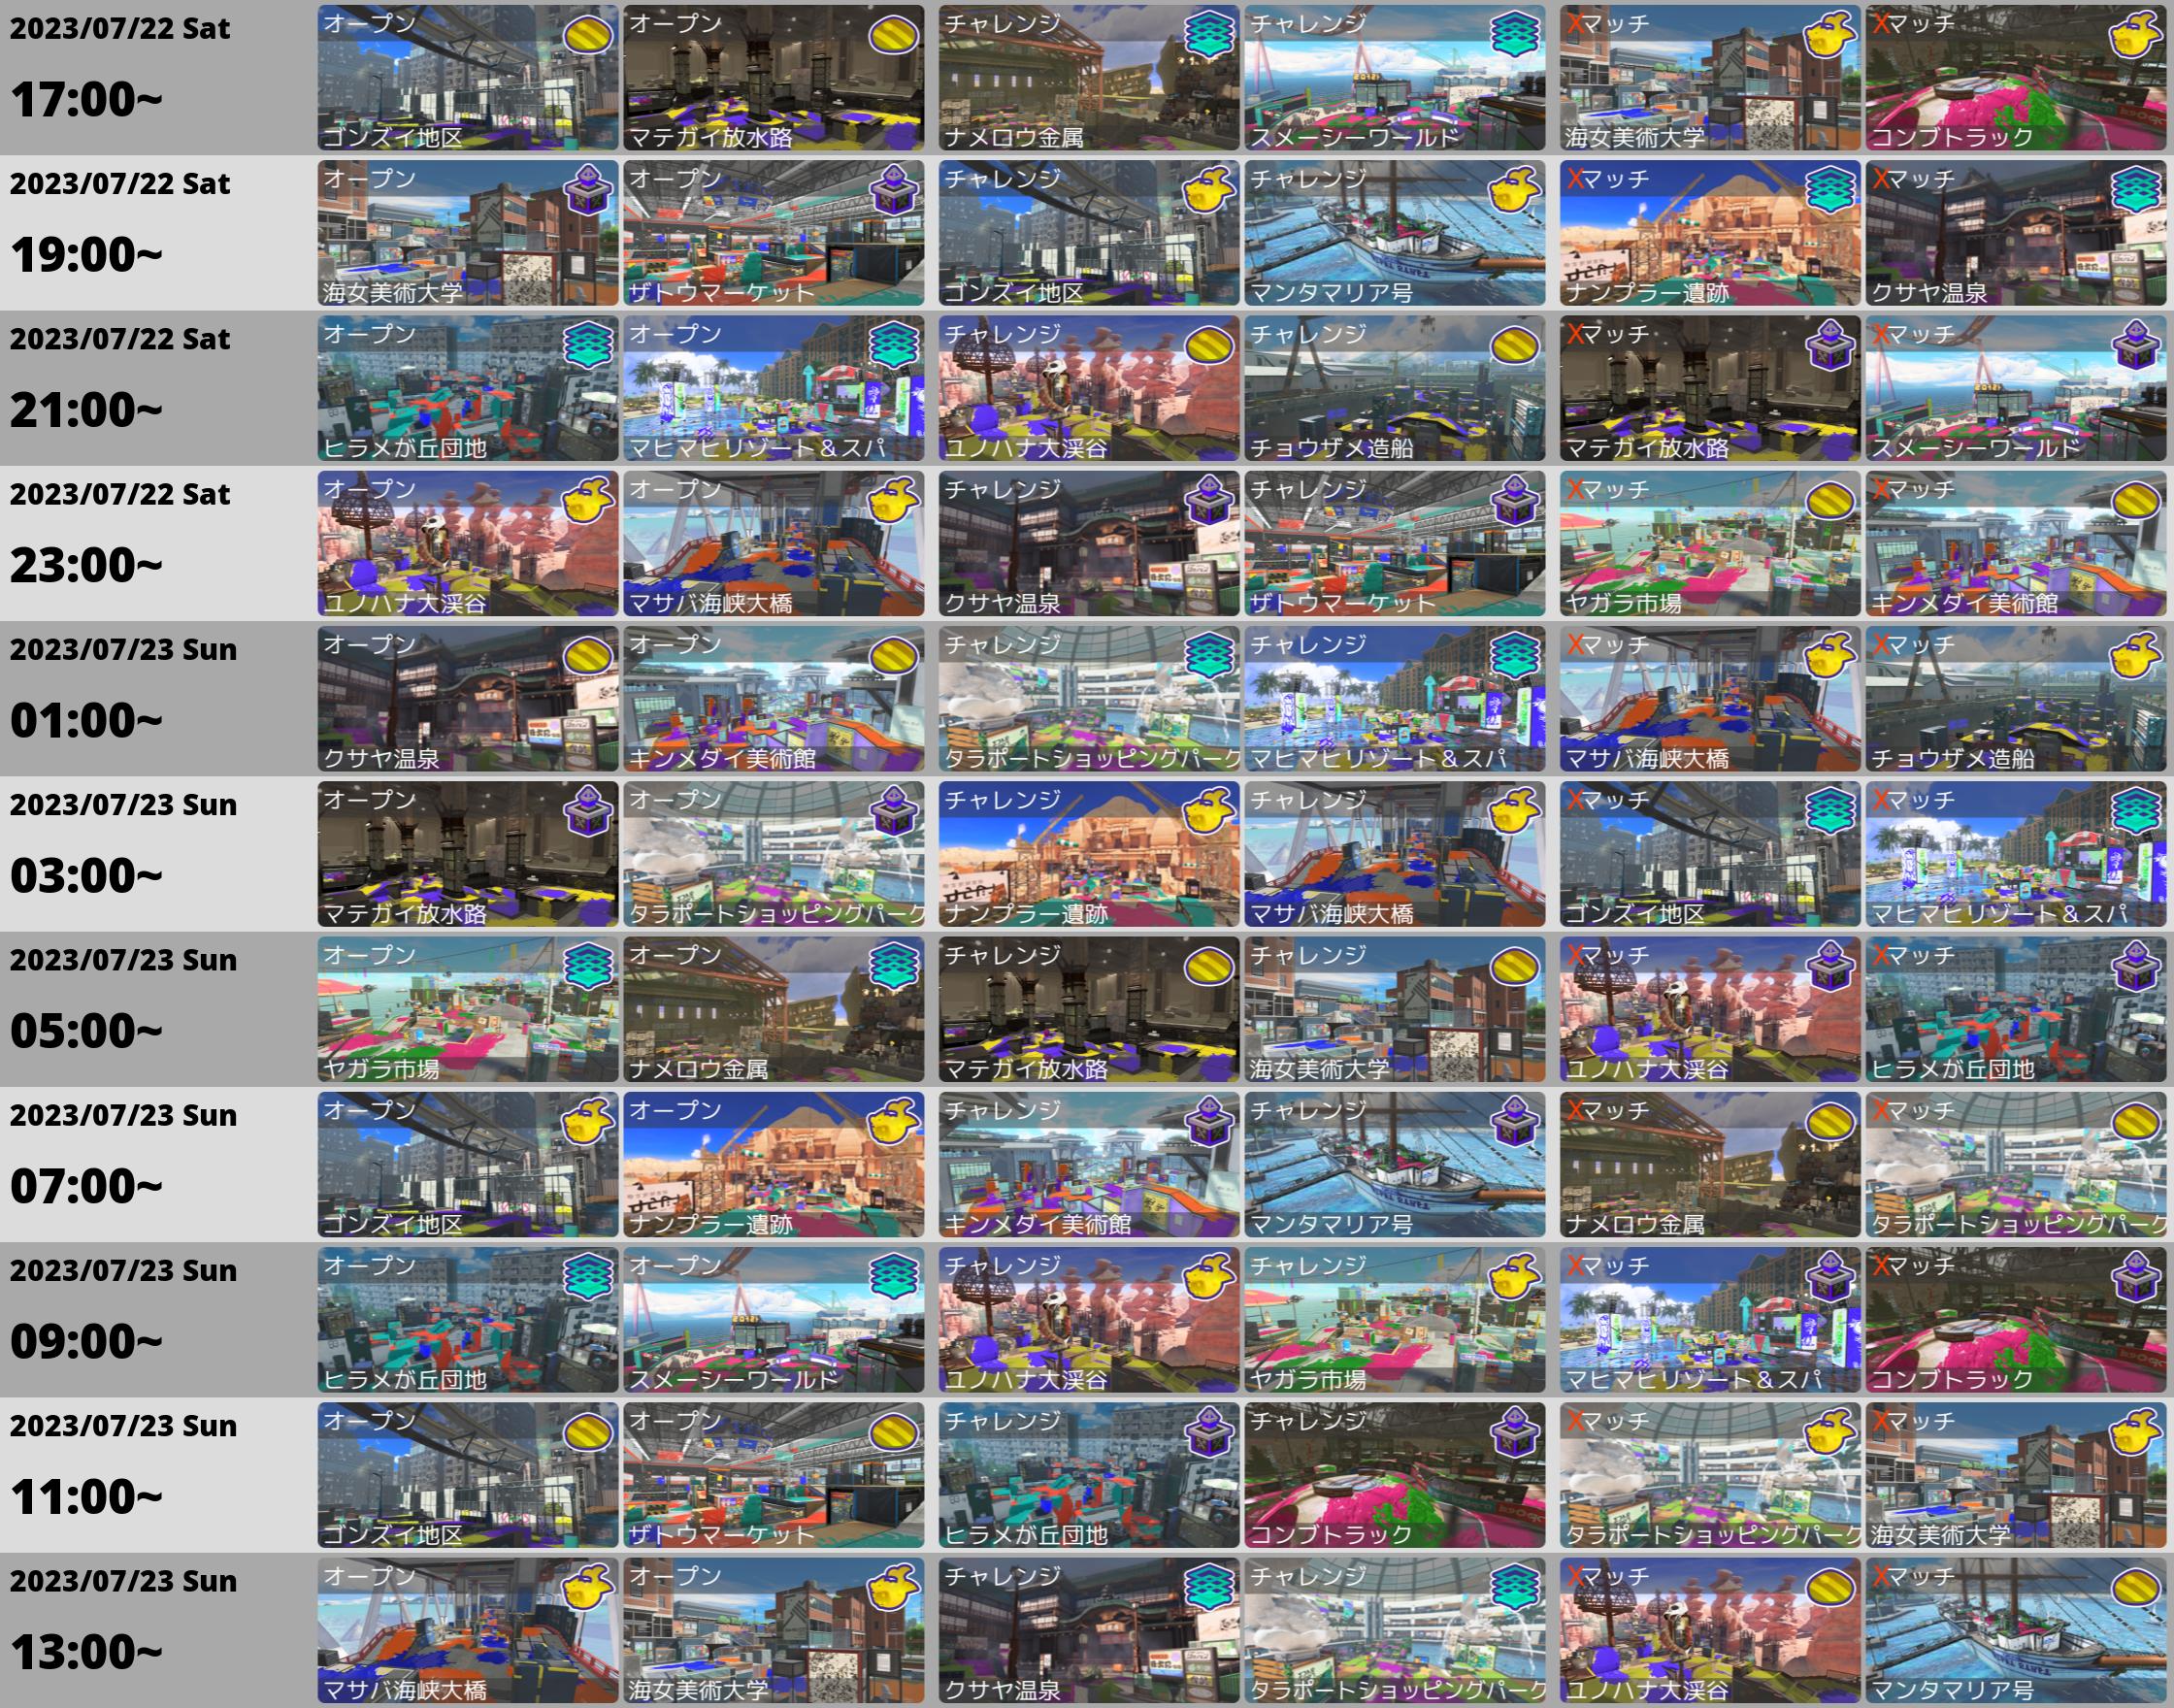 2023/07/22 Sat
17:00~
オープン オープン チャレンジ チャレンジ Xマッチ Xマッチ
ゴンズイ地区 マテガイ放水路 ナメロウ金属 スメーシーワールド 海女美術大学 コンブトラック
2023/07/22 Sat
19:00~
オープン オープン チャレンジ チャレンジ Xマッチ Xマッチ
海女美術大学 ザトウマーケット ゴンズイ地区 マンタマリア号 ナンプラー遺跡 クサヤ温泉
2023/07/22 Sat
21:00~
オープン オープン チャレンジ チャレンジ Xマッチ Xマッチ
ヒラメが丘団地 マヒマヒリゾート＆スパ ユノハナ大渓谷 チョウザメ造船 マテガイ放水路 スメーシーワールド
2023/07/22 Sat
23:00~
オープン オープン チャレンジ チャレンジ Xマッチ Xマッチ
ユノハナ大渓谷 マサバ海峡大橋 クサヤ温泉 ザトウマーケット ヤガラ市場 キンメダイ美術館
2023/07/23 Sun
01:00~
オープン オープン チャレンジ チャレンジ Xマッチ Xマッチ
クサヤ温泉 キンメダイ美術館 タラポートショッピングパーク マヒマヒリゾート＆スパ マサバ海峡大橋 チョウザメ造船
2023/07/23 Sun
03:00~
オープン オープン チャレンジ チャレンジ Xマッチ Xマッチ
マテガイ放水路 タラポートショッピングパーク ナンプラー遺跡 マサバ海峡大橋 ゴンズイ地区 マヒマヒリゾート＆スパ
2023/07/23 Sun
05:00~
オープン オープン チャレンジ チャレンジ Xマッチ Xマッチ
ヤガラ市場 ナメロウ金属 マテガイ放水路 海女美術大学 ユノハナ大渓谷 ヒラメが丘団地
2023/07/23 Sun
07:00~
オープン オープン チャレンジ チャレンジ Xマッチ Xマッチ
ゴンズイ地区 ナンプラー遺跡 キンメダイ美術館 マンタマリア号 ナメロウ金属 タラポートショッピングパーク
2023/07/23 Sun
09:00~
オープン オープン チャレンジ チャレンジ Xマッチ Xマッチ
ヒラメが丘団地 スメーシーワールド ユノハナ大渓谷 ヤガラ市場 マヒマヒリゾート＆スパ コンブトラック
2023/07/23 Sun
11:00~
オープン オープン チャレンジ チャレンジ Xマッチ Xマッチ
ゴンズイ地区 ザトウマーケット ヒラメが丘団地 コンブトラック タラポートショッピングパーク 海女美術大学
2023/07/23 Sun
13:00~
オープン オープン チャレンジ チャレンジ Xマッチ Xマッチ
マサバ海峡大橋 海女美術大学 クサヤ温泉 タラポートショッピングパーク ユノハナ大渓谷 マンタマリア号